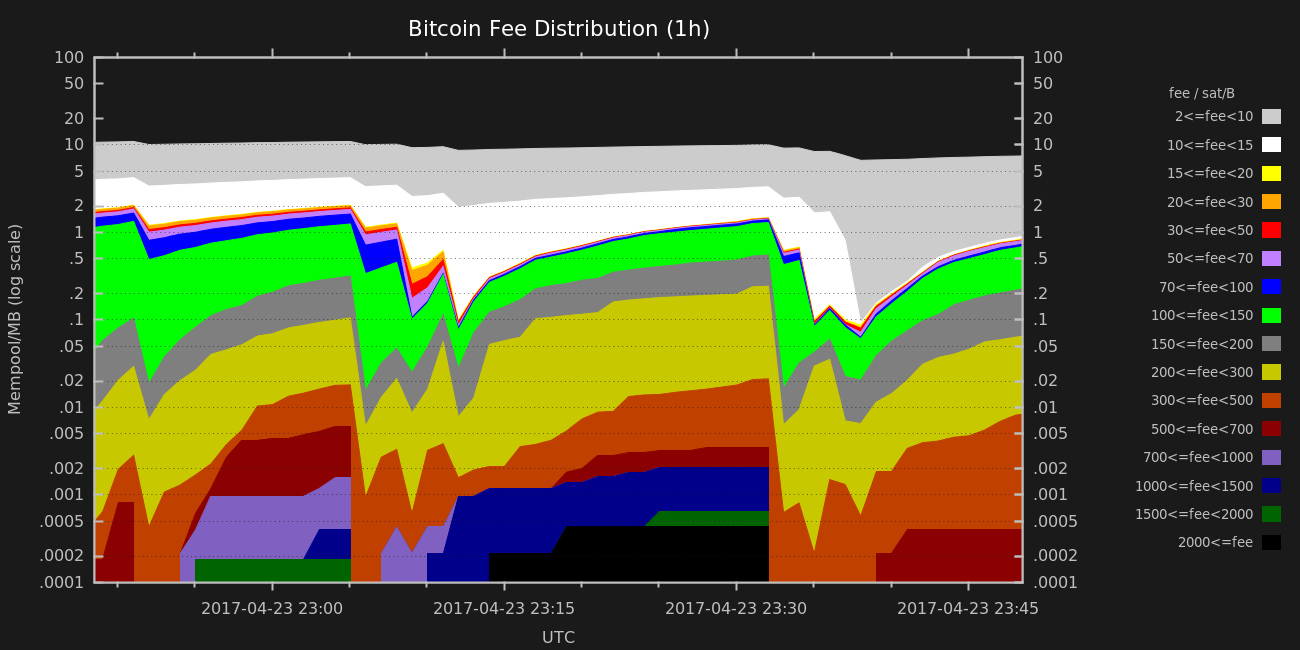 Bitcoin Fee Distribution (1h)
100
50
20
10
5
2
1
.5
.2
.1
.05
.02
.01
.005
.002
.001
.0005
.0002
.0001
Mempool/MB (log scale)
100
50
20
10
5
2
1
.5
.2
.1
.05
.02
.01
.005
.002
.001
.0005
.0002
.0001
2017-04-23 23:00
2017-04-23 23:15
2017-04-23 23:30
2017-04-23 23:45
UTC
fee / sat/B
2<=fee<10
10<=fee<15
15<=fee<20
20<=fee<30
30<=fee<50
50<=fee<70
70<=fee<100
100<=fee<150
150<=fee<200
200<=fee<300
300<=fee<500
500<=fee<700
700<=fee<1000
1000<=fee<1500
1500<=fee<2000
2000<=fee